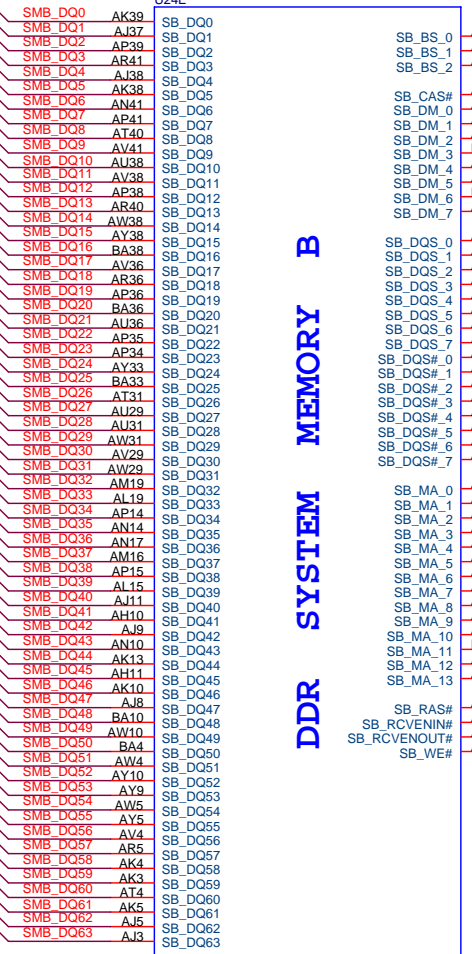 U24E
SMB_DQ0 AK39 SB_DQ0
SMB_DQ1 AJ37 SB_DQ1
SMB_DQ2 AP39 SB_DQ2
SMB_DQ3 AR41 SB_DQ3
SMB_DQ4 AJ38 SB_DQ4
SMB_DQ5 AK38 SB_DQ5
SMB_DQ6 AN41 SB_DQ6
SMB_DQ7 AP41 SB_DQ7
SMB_DQ8 AT40 SB_DQ8
SMB_DQ9 AV41 SB_DQ9
SMB_DQ10 AU38 SB_DQ10
SMB_DQ11 AV38 SB_DQ11
SMB_DQ12 AP38 SB_DQ12
SMB_DQ13 AR40 SB_DQ13
SMB_DQ14 AW38 SB_DQ14
SMB_DQ15 AY38 SB_DQ15
SMB_DQ16 BA38 SB_DQ16
SMB_DQ17 AV36 SB_DQ17
SMB_DQ18 AR36 SB_DQ18
SMB_DQ19 AP36 SB_DQ19
SMB_DQ20 BA36 SB_DQ20
SMB_DQ21 AU36 SB_DQ21
SMB_DQ22 AP35 SB_DQ22
SMB_DQ23 AP34 SB_DQ23
SMB_DQ24 AY33 SB_DQ24
SMB_DQ25 BA33 SB_DQ25
SMB_DQ26 AT31 SB_DQ26
SMB_DQ27 AU29 SB_DQ27
SMB_DQ28 AU31 SB_DQ28
SMB_DQ29 AW31 SB_DQ29
SMB_DQ30 AV29 SB_DQ30
SMB_DQ31 AW29 SB_DQ31
SMB_DQ32 AM19 SB_DQ32
SMB_DQ33 AL19 SB_DQ33
SMB_DQ34 AP14 SB_DQ34
SMB_DQ35 AN14 SB_DQ35
SMB_DQ36 AN17 SB_DQ36
SMB_DQ37 AM16 SB_DQ37
SMB_DQ38 AP15 SB_DQ38
SMB_DQ39 AL15 SB_DQ39
SMB_DQ40 AJ11 SB_DQ40
SMB_DQ41 AH10 SB_DQ41
SMB_DQ42 AJ9 SB_DQ42
SMB_DQ43 AN10 SB_DQ43
SMB_DQ44 AK13 SB_DQ44
SMB_DQ45 AH11 SB_DQ45
SMB_DQ46 AK10 SB_DQ46
SMB_DQ47 AJ8 SB_DQ47
SMB_DQ48 BA10 SB_DQ48
SMB_DQ49 AW10 SB_DQ49
SMB_DQ50 BA4 SB_DQ50
SMB_DQ51 AW4 SB_DQ51
SMB_DQ52 AY10 SB_DQ52
SMB_DQ53 AY9 SB_DQ53
SMB_DQ54 AW5 SB_DQ54
SMB_DQ55 AY5 SB_DQ55
SMB_DQ56 AV4 SB_DQ56
SMB_DQ57 AR5 SB_DQ57
SMB_DQ58 AK4 SB_DQ58
SMB_DQ59 AK3 SB_DQ59
SMB_DQ60 AT4 SB_DQ60
SMB_DQ61 AK5 SB_DQ61
SMB_DQ62 AJ5 SB_DQ62
SMB_DQ63 AJ3 SB_DQ63
DDR SYSTEM MEMORY B
SB_BS_0
SB_BS_1
SB_BS_2
SB_CAS#
SB_DM_0
SB_DM_1
SB_DM_2
SB_DM_3
SB_DM_4
SB_DM_5
SB_DM_6
SB_DM_7
SB_DQS_0
SB_DQS_1
SB_DQS_2
SB_DQS_3
SB_DQS_4
SB_DQS_5
SB_DQS_6
SB_DQS_7
SB_DQS#_0
SB_DQS#_1
SB_DQS#_2
SB_DQS#_3
SB_DQS#_4
SB_DQS#_5
SB_DQS#_6
SB_DQS#_7
SB_MA_0
SB_MA_1
SB_MA_2
SB_MA_3
SB_MA_4
SB_MA_5
SB_MA_6
SB_MA_7
SB_MA_8
SB_MA_9
SB_MA_10
SB_MA_11
SB_MA_12
SB_MA_13
SB_RAS#
SB_RCVENIN#
SB_RCVENOUT#
SB_WE#